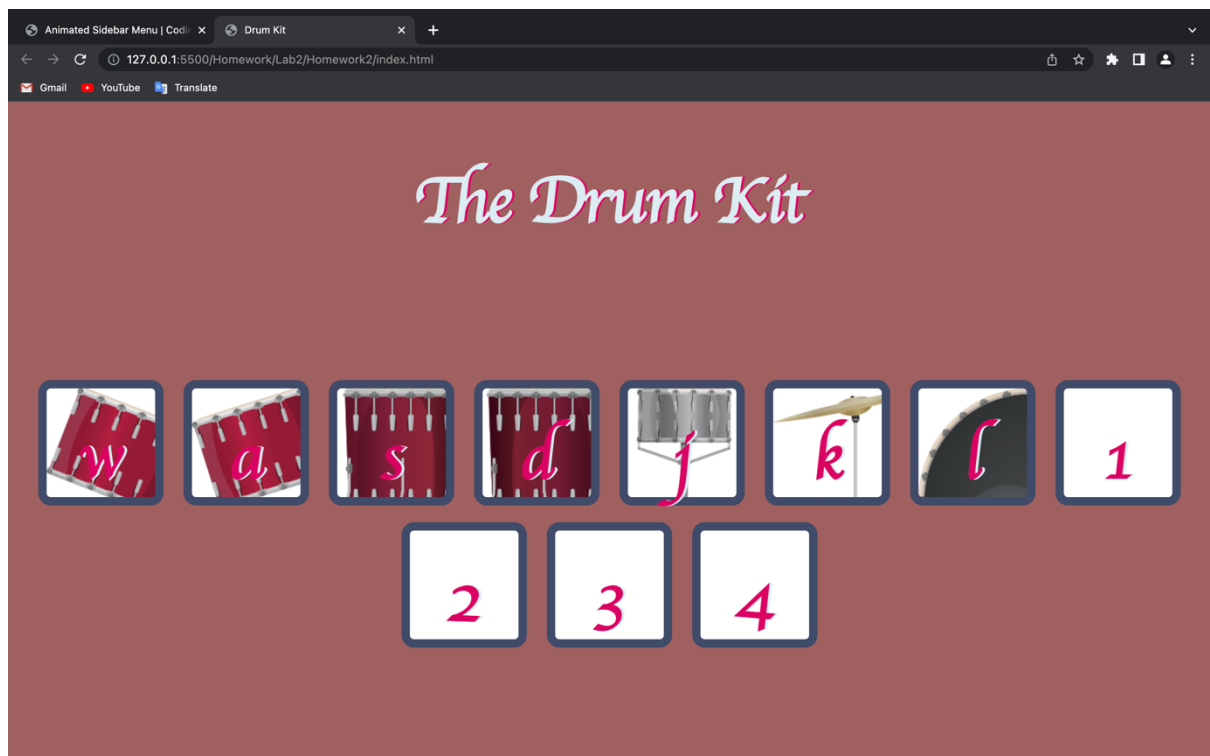 Animated Sidebar Menu | Codin
Drum Kit
127.0.0.1:5500/Homework/Lab2/Homework2/index.html
Gmail
YouTube
Translate
The Drum Kit
w a s d j k l 1
2 3 4